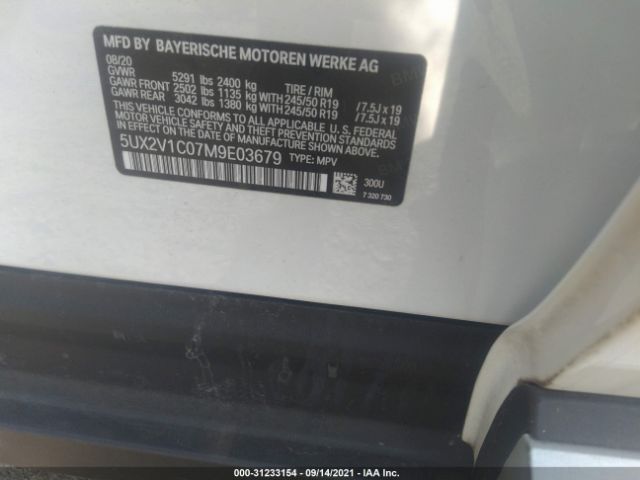 MFD BY BAYERISCHE MOTOREN WERKE AG
08/20
GVWR 5291 lbs 2400 kg TIRE / RIM
GAWR FRONT 2502 lbs 1135 kg WITH 245/50 R19 /7.5J x 19
GAWR REAR 3042 lbs 1380 kg WITH 245/50 R19 /7.5J x 19
THIS VEHICLE CONFORMS TO ALL APPLICABLE U.S. FEDERAL
MOTOR VEHICLE SAFETY STANDARDS IN EFFECT ON THE
DATE OF MANUFACTURE SHOWN ABOVE.
5UX2V1C07M9E03679 TYPE: MPV
300U
7 320 730
000-31233154 - 09/14/2021 - IAA Inc.